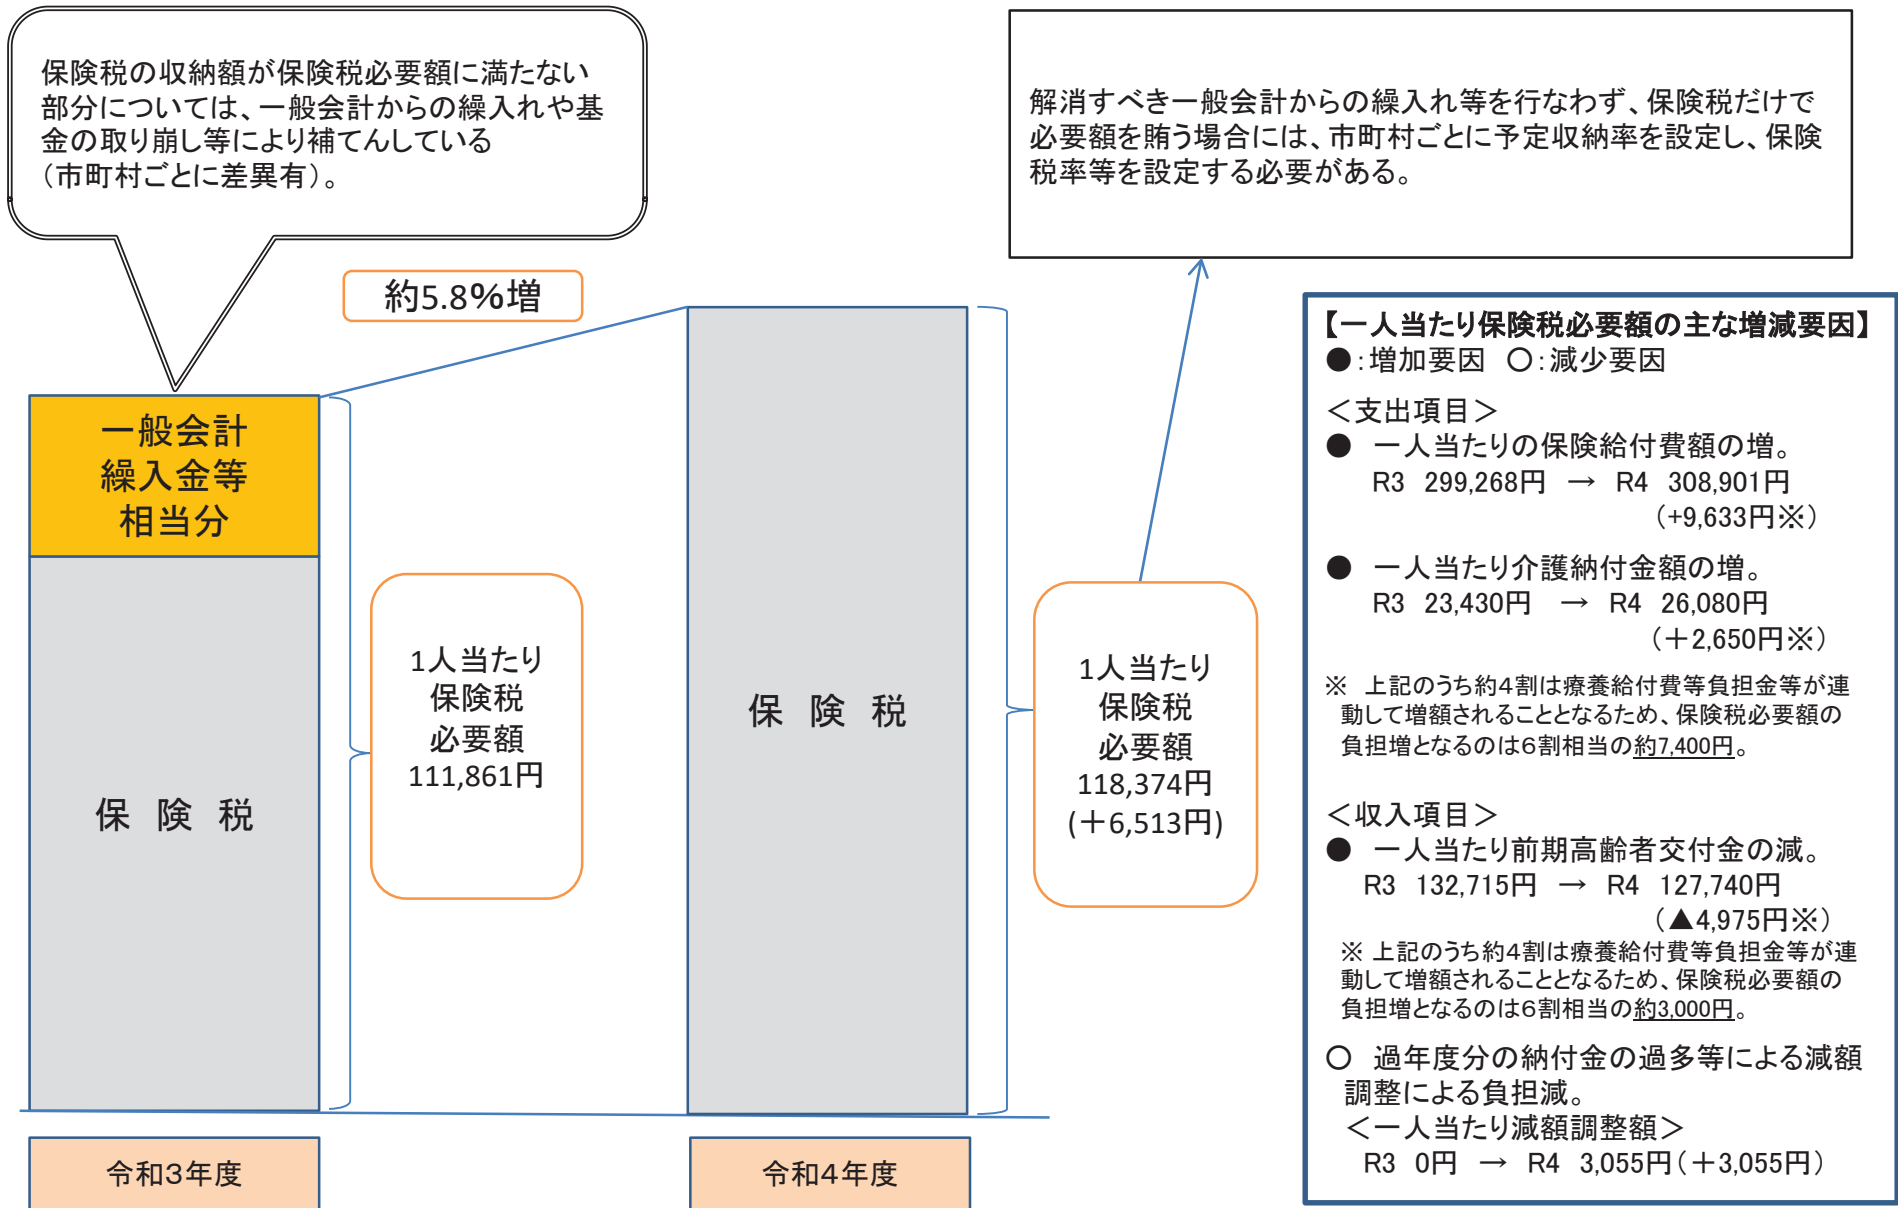 保険税の収納額が保険税必要額に満たない
部分については、一般会計からの繰入れや基
金の取り崩し等により補てんしている
（市町村ごとに差異有）。
解消すべき一般会計からの繰入れ等を行なわず、保険税だけで
必要額を賄う場合には、市町村ごとに予定収納率を設定し、保険
税率等を設定する必要がある。
約5.8％増
一般会計
繰入金等
相当分
保　険　税
1人当たり
保険税
必要額
111,861円
保　険　税
1人当たり
保険税
必要額
118,374円
(＋6,513円)
令和３年度
令和４年度
【一人当たり保険税必要額の主な増減要因】
●：増加要因　○：減少要因
＜支出項目＞
●　一人当たりの保険給付費額の増。
R3　299,268円　→　R4　308,901円
（+9,633円※）
●　一人当たり介護納付金額の増。
R3　23,430円　→　R4　26,080円
（＋2,650円※）
※　上記のうち約４割は療養給付費等負担金等が連
動して増額されることとなるため、保険税必要額の
負担増となるのは６割相当の約7,400円。
＜収入項目＞
●　一人当たり前期高齢者交付金の減。
R3　132,715円　→　R4　127,740円
（▲4,975円※）
※ 上記のうち約４割は療養給付費等負担金等が連
動して増額されることとなるため、保険税必要額の
負担増となるのは６割相当の約3,000円。
○　過年度分の納付金の過多等による減額
調整による負担減。
＜一人当たり減額調整額＞
R3　0円　→　R4　3,055円（＋3,055円）